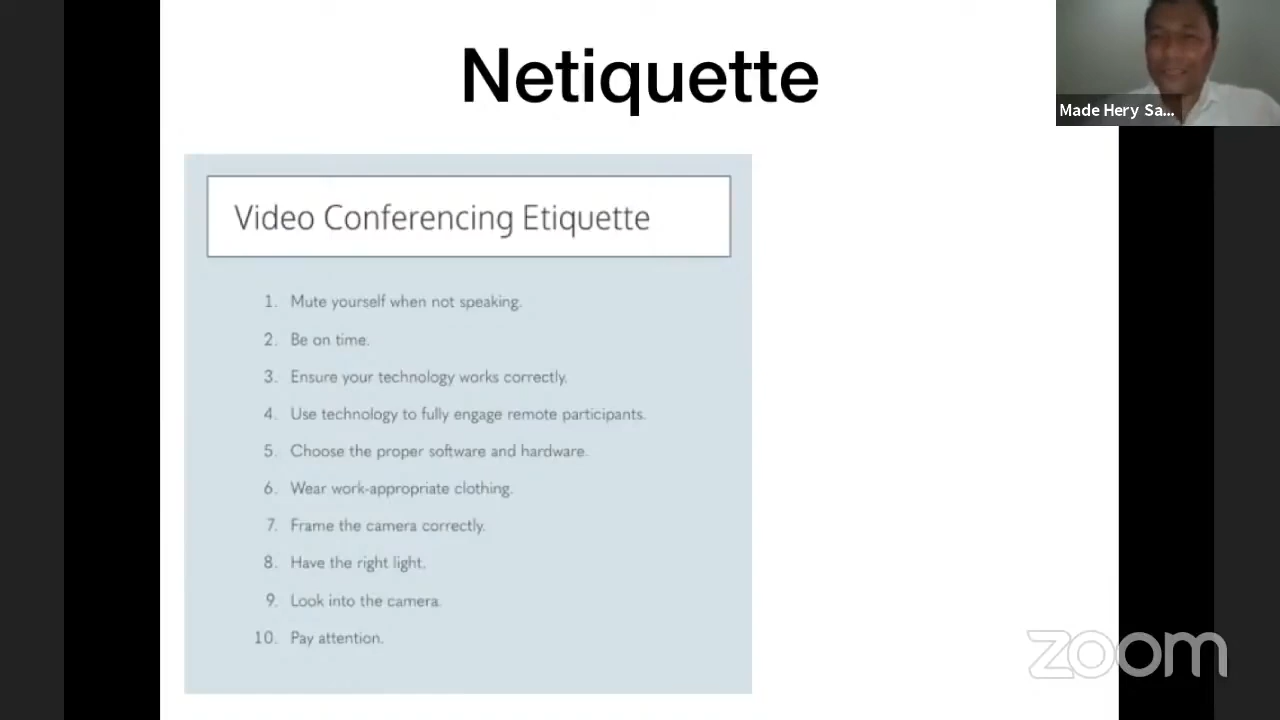 Netiquette
Made Hery Sa...
Video Conferencing Etiquette
1. Mute yourself when not speaking.
2. Be on time.
3. Ensure your technology works correctly.
4. Use technology to fully engage remote participants.
5. Choose the proper software and hardware.
6. Wear work-appropriate clothing.
7. Frame the camera correctly.
8. Have the right light.
9. Look into the camera.
10. Pay attention.
zoom